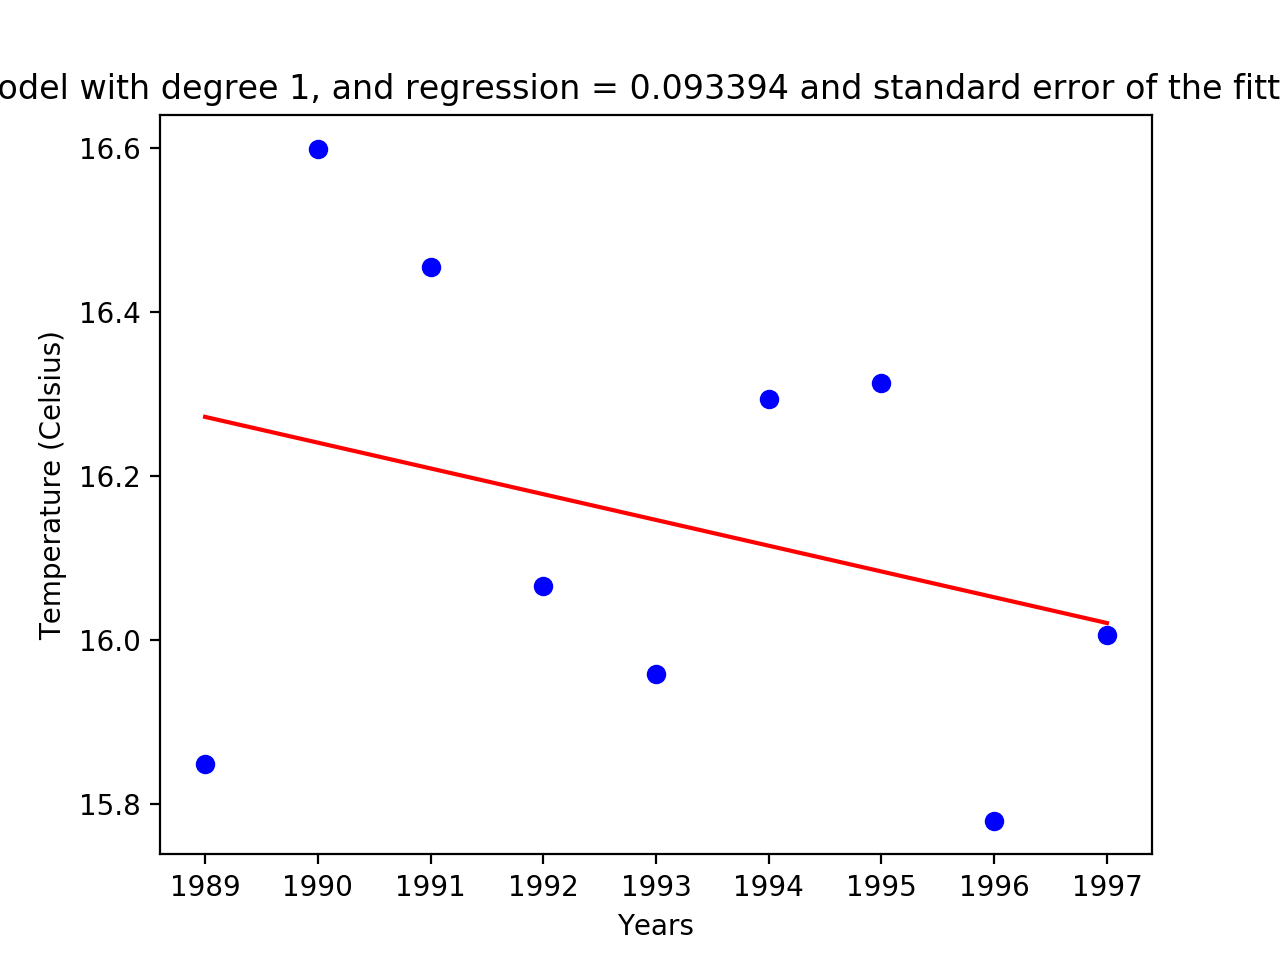 odel with degree 1, and regression = 0.093394 and standard error of the fitt
16.6
16.4
16.2
16.0
15.8
Temperature (Celsius)
1989 1990 1991 1992 1993 1994 1995 1996 1997
Years